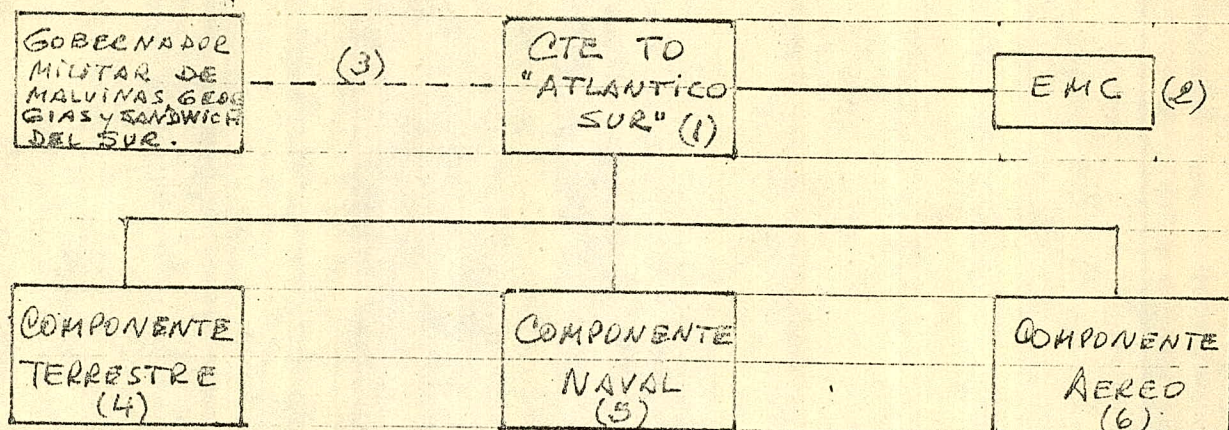 GOBERNADOR
MILITAR DE
MALVINAS, GEOR
GIAS y SANDWICH
DEL SUR.
(3)
CTE TO
"ATLANTICO
SUR" (1)
EMC (2)
COMPONENTE
TERRESTRE
(4)
COMPONENTE
NAVAL
(5)
COMPONENTE
AEREO
(6)